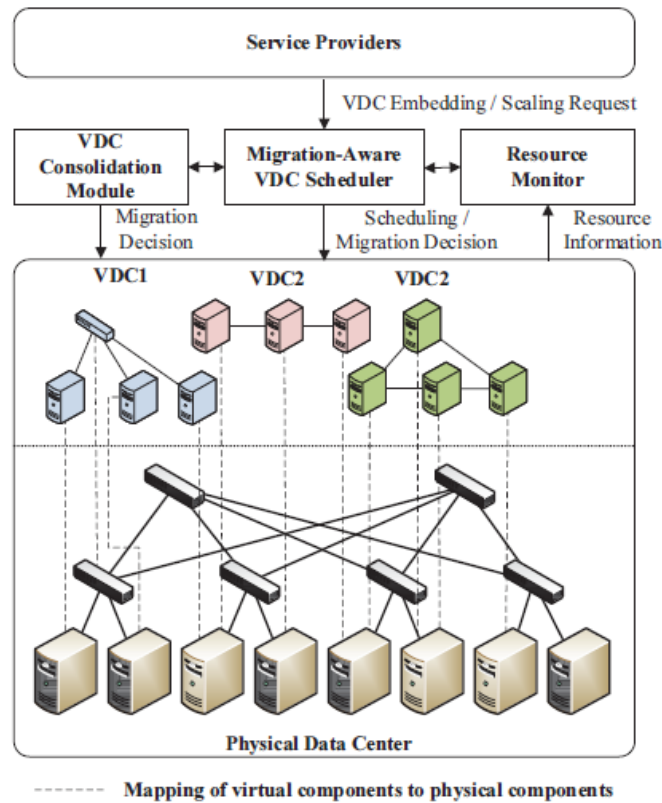 Service Providers
VDC Embedding / Scaling Request
VDC
Consolidation
Module
Migration-Aware
VDC Scheduler
Resource
Monitor
Migration
Decision
Scheduling /
Migration Decision
Resource
Information
VDC1
VDC2
VDC2
Physical Data Center
Mapping of virtual components to physical components